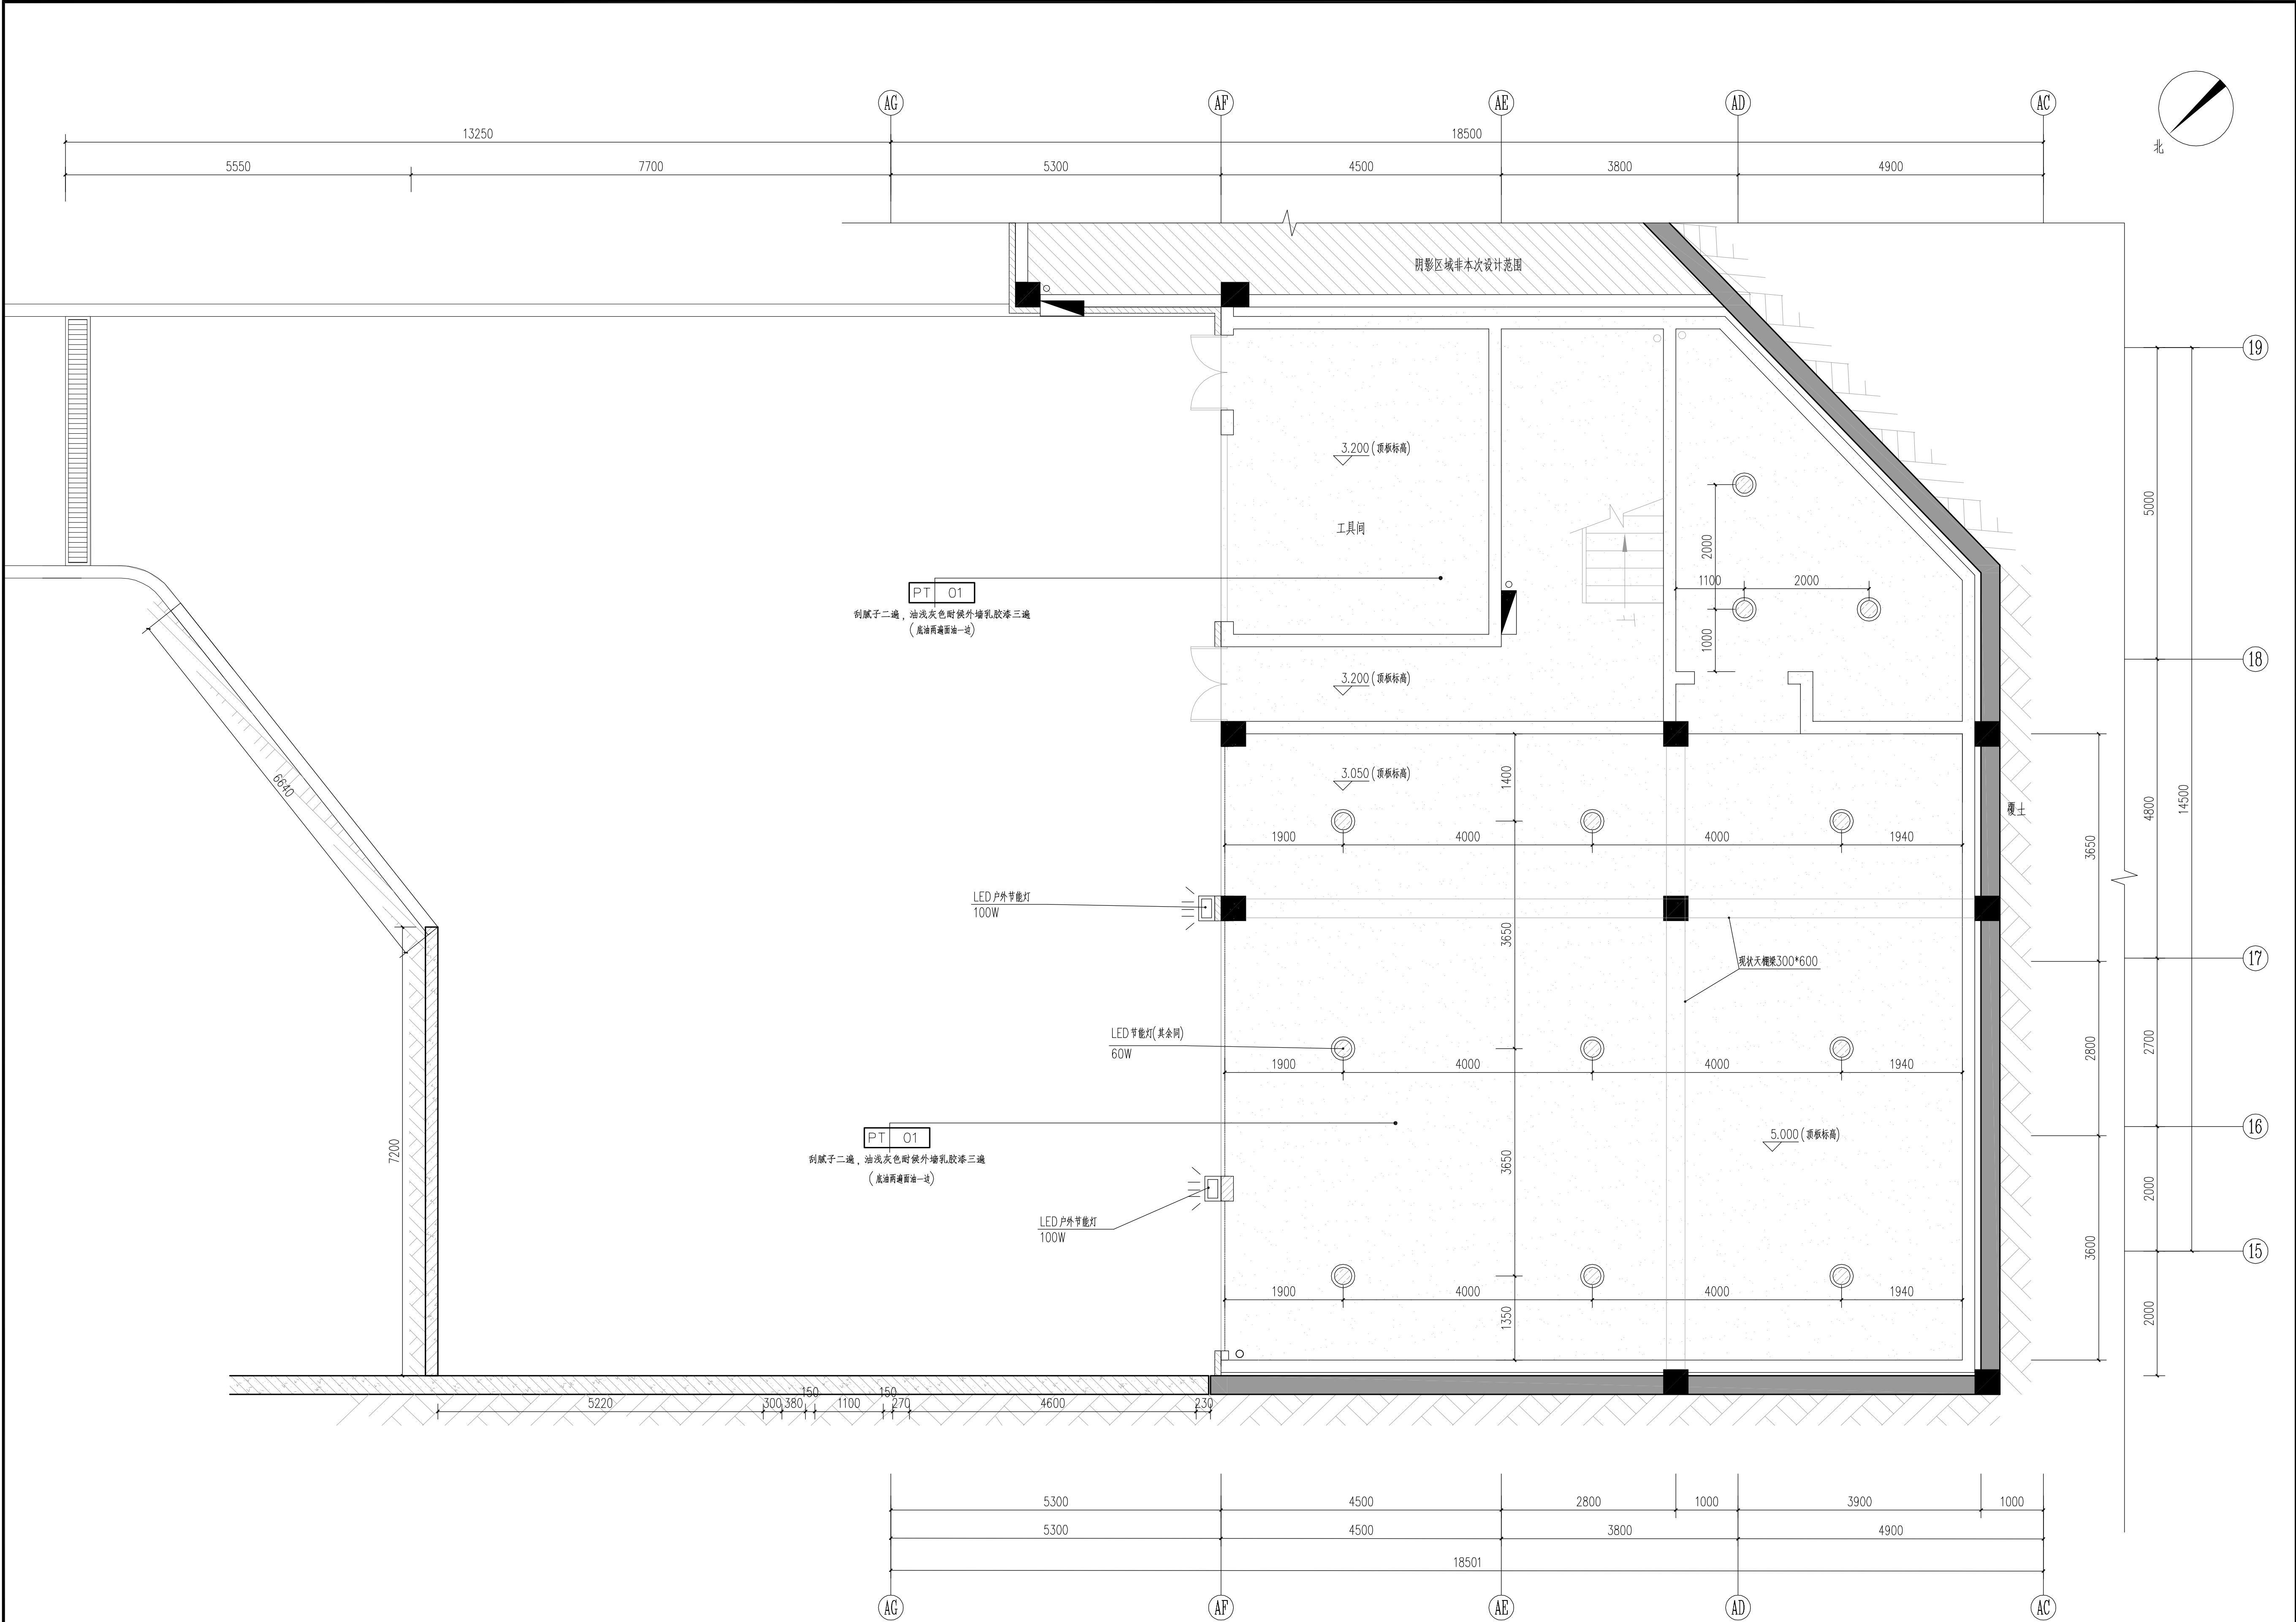 AG
AF
AE
AD
AC
北
13250
18500
5550
7700
5300
4500
3800
4900
阴影区域非本次设计范围
19
3.200(顶板标高)
5000
工具间
2000
1100
2000
PT 01
刮腻子二遍，油浅灰色耐侯外墙乳胶漆三遍
(底油两遍面油一边)
上
1000
18
3.200(顶板标高)
6640
3.050(顶板标高)
1400
4800
14500
覆土
1900
4000
4000
1940
3650
LED户外节能灯
100W
3650
现状天棚梁300*600
17
LED节能灯(其余同)
60W
2800
2700
1900
4000
4000
1940
PT 01
刮腻子二遍，油浅灰色耐侯外墙乳胶漆三遍
(底油两遍面油一边)
7200
5.000(顶板标高)
16
3650
2000
LED户外节能灯
100W
3600
15
1900
4000
4000
1940
1350
2000
5220
300
380
150
1100
150
270
4600
230
5300
4500
2800
1000
3900
1000
5300
4500
3800
4900
18501
AG
AF
AE
AD
AC